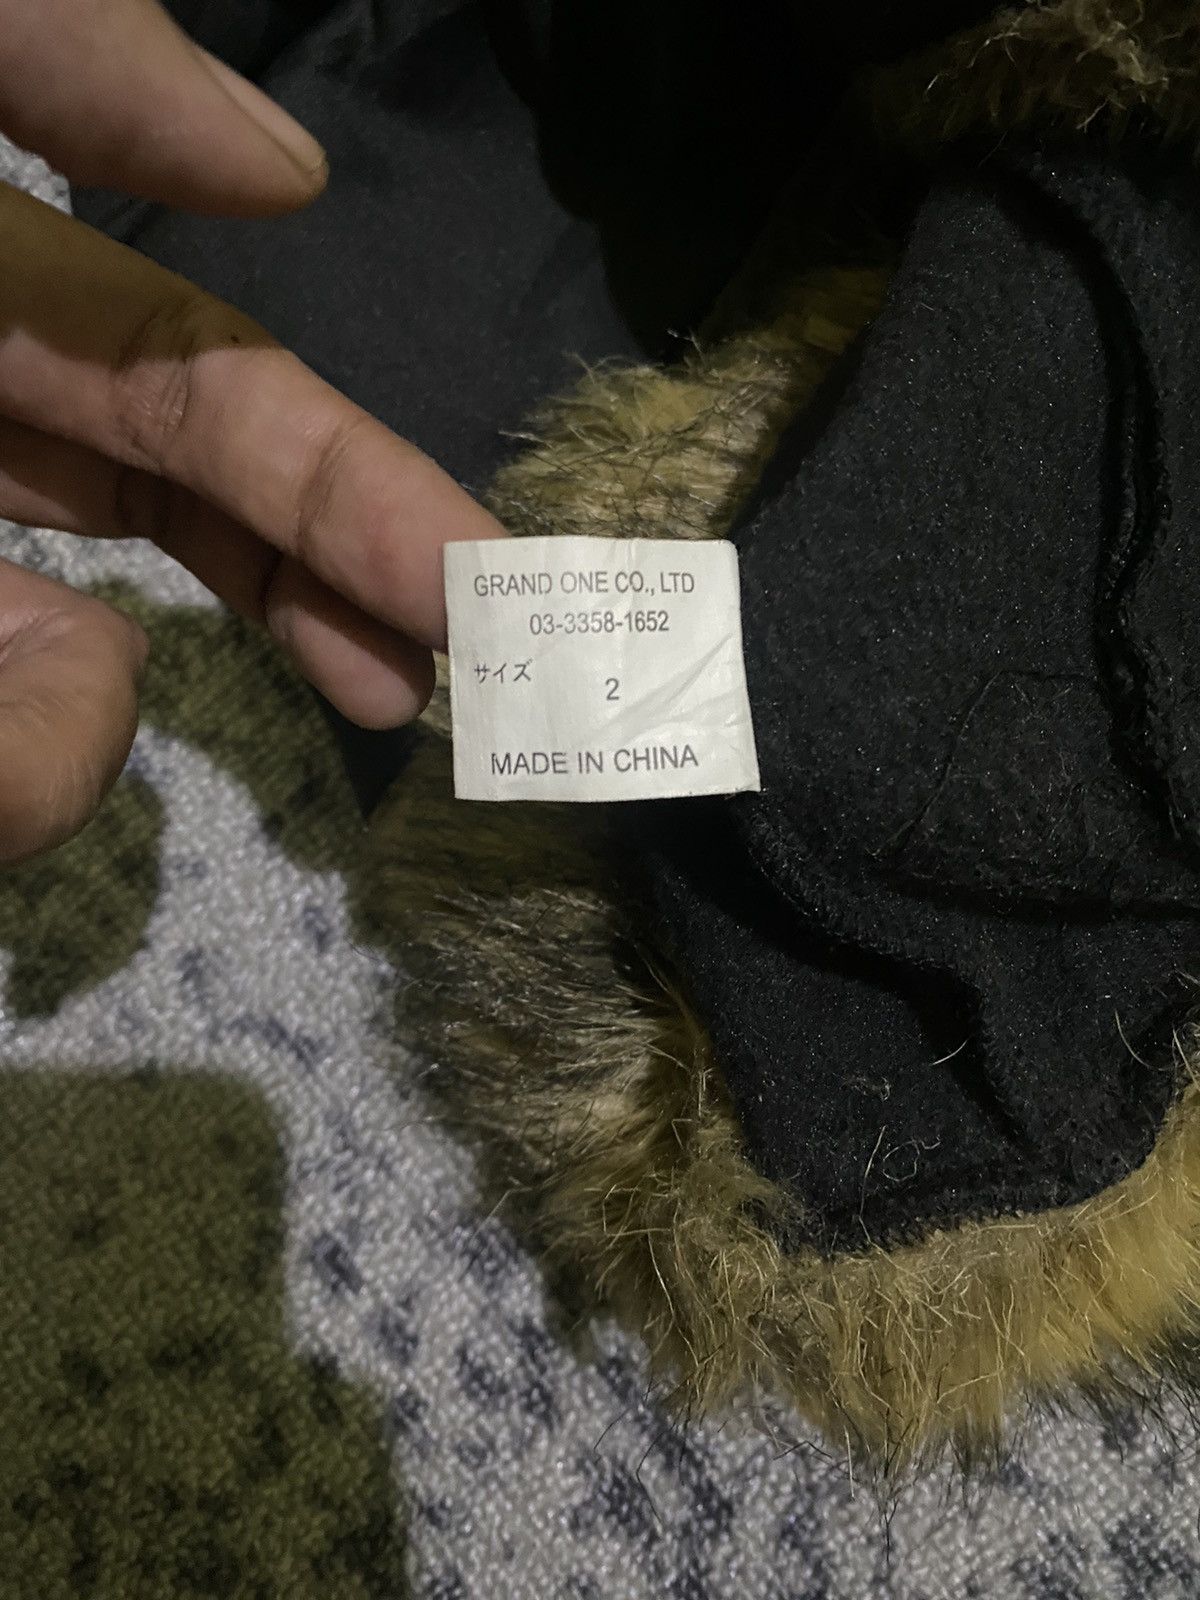 GRAND ONE CO., LTD
03-3358-1652
サイズ
2
MADE IN CHINA